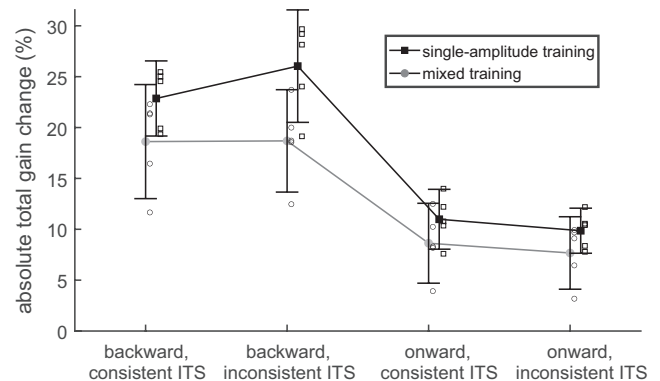 absolute total gain change (%)
30
25
20
15
10
5
0
single-amplitude training
mixed training
backward,
consistent ITS
backward,
inconsistent ITS
onward,
consistent ITS
onward,
inconsistent ITS